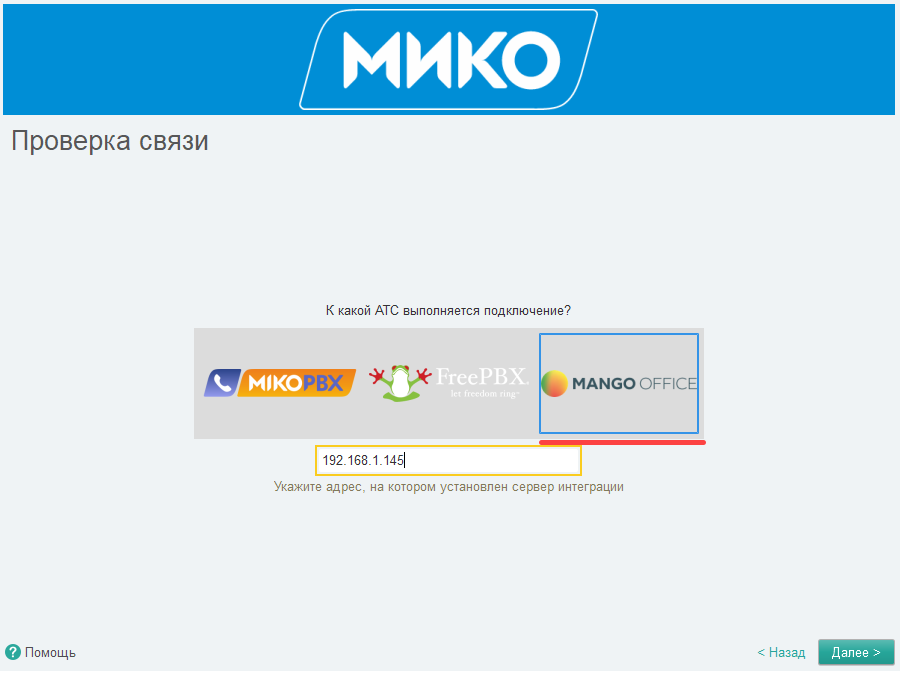 МИКО
Проверка связи
К какой АТС выполняется подключение?
MIKOPBX
FreePBX
let freedom ring™
MANGO OFFICE
192.168.1.145
Укажите адрес, на котором установлен сервер интеграции
? Помощь
< Назад
Далее >